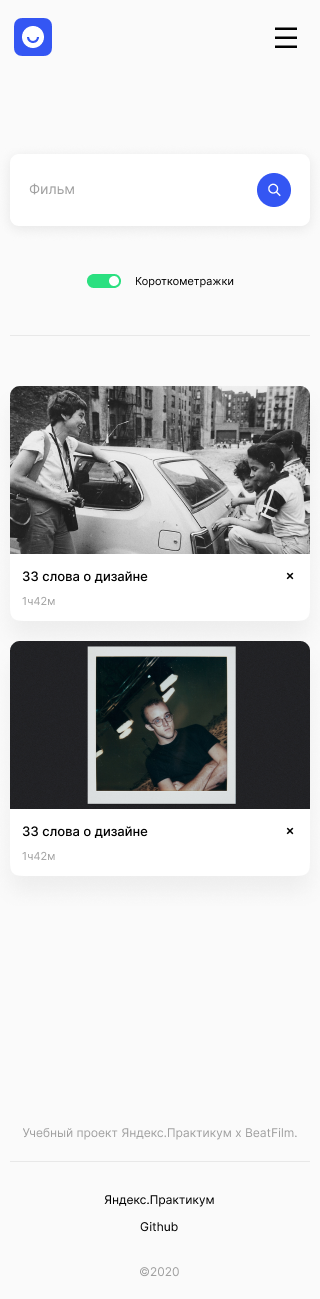 Фильм
Короткометражки
33 слова о дизайне
1ч42м
33 слова о дизайне
1ч42м
Учебный проект Яндекс.Практикум х BeatFilm.
Яндекс.Практикум
Github
©2020